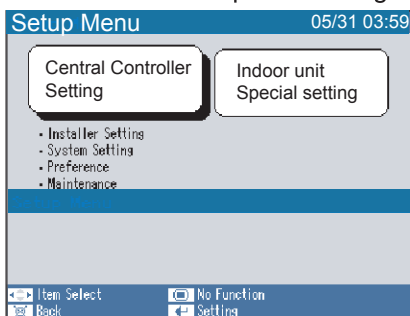 Setup Menu
05/31 03:59
Central Controller
Setting
Indoor unit
Special setting
- Installer Setting
- System Setting
- Preference
- Maintenance
Item Select
No Function
Back
Setting